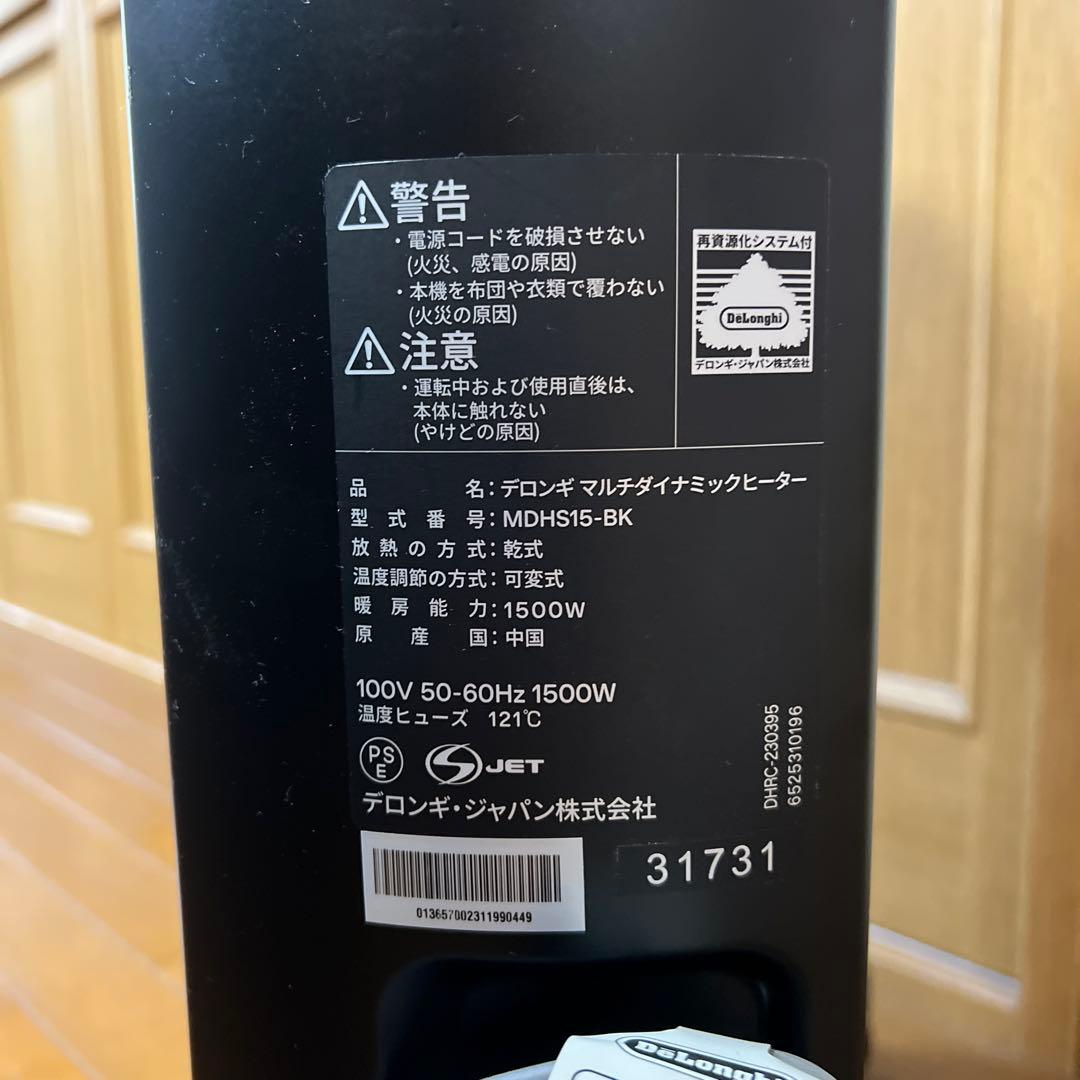 警告
・電源コードを破損させない
(火災、感電の原因)
・本機を布団や衣類で覆わない
(火災の原因)
注意
・運転中および使用直後は、
本体に触れない
(やけどの原因)
再資源化システム付
DeLonghi
デロンギ・ジャパン株式会社
品名:デロンギ マルチダイナミックヒーター
型式番号:MDHS15-BK
放熱の方式:乾式
温度調節の方式:可変式
暖房能力:1500W
原産国:中国
100V 50-60Hz 1500W
温度ヒューズ 121℃
PSE
JET
デロンギ・ジャパン株式会社
DHRC-230395
6525310196
013657002311990449
31731
DeLonghi